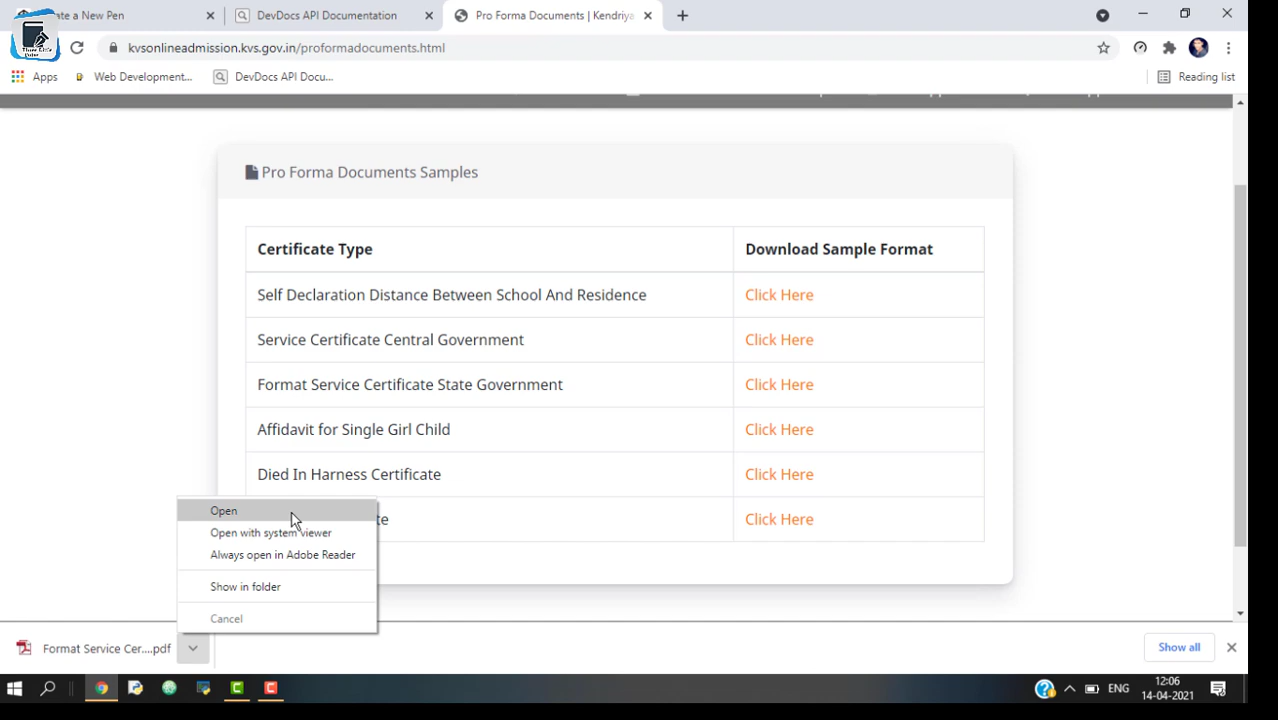 ate a New Pen
DevDocs API Documentation
Pro Forma Documents | Kendriya
kvsonlineadmission.kvs.gov.in/proformadocuments.html
Apps
Web Development...
DevDocs API Docu...
Reading list
Pro Forma Documents Samples
Certificate Type
Download Sample Format
Self Declaration Distance Between School And Residence
Click Here
Service Certificate Central Government
Click Here
Format Service Certificate State Government
Click Here
Affidavit for Single Girl Child
Click Here
Died In Harness Certificate
Click Here
te
Click Here
Open
Open with system viewer
Always open in Adobe Reader
Show in folder
Cancel
Format Service Cer....pdf
Show all
ENG
12:06
14-04-2021